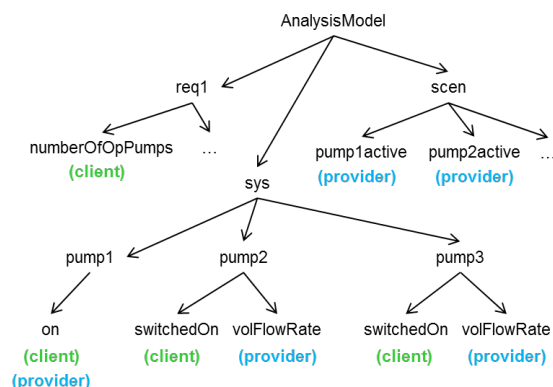 AnalysisModel
req1
scen
numberOfOpPumps
...
pump1active
pump2active
...
(client)
(provider)
(provider)
sys
pump1
pump2
pump3
on
switchedOn
volFlowRate
switchedOn
volFlowRate
(client)
(client)
(provider)
(client)
(provider)
(provider)